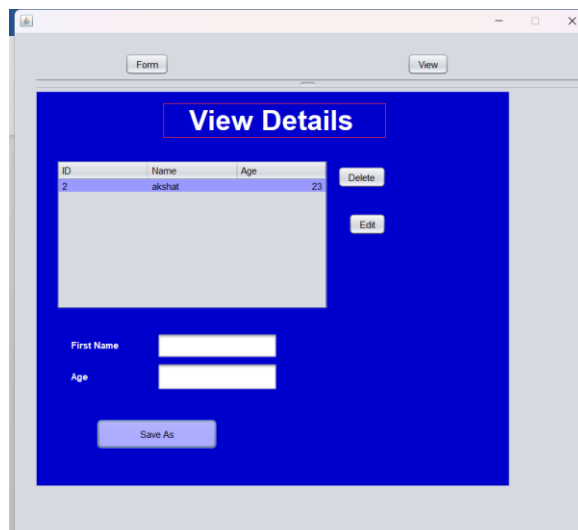 Form View
View Details
ID Name Age
2 akshat 23
Delete
Edit
First Name
Age
Save As